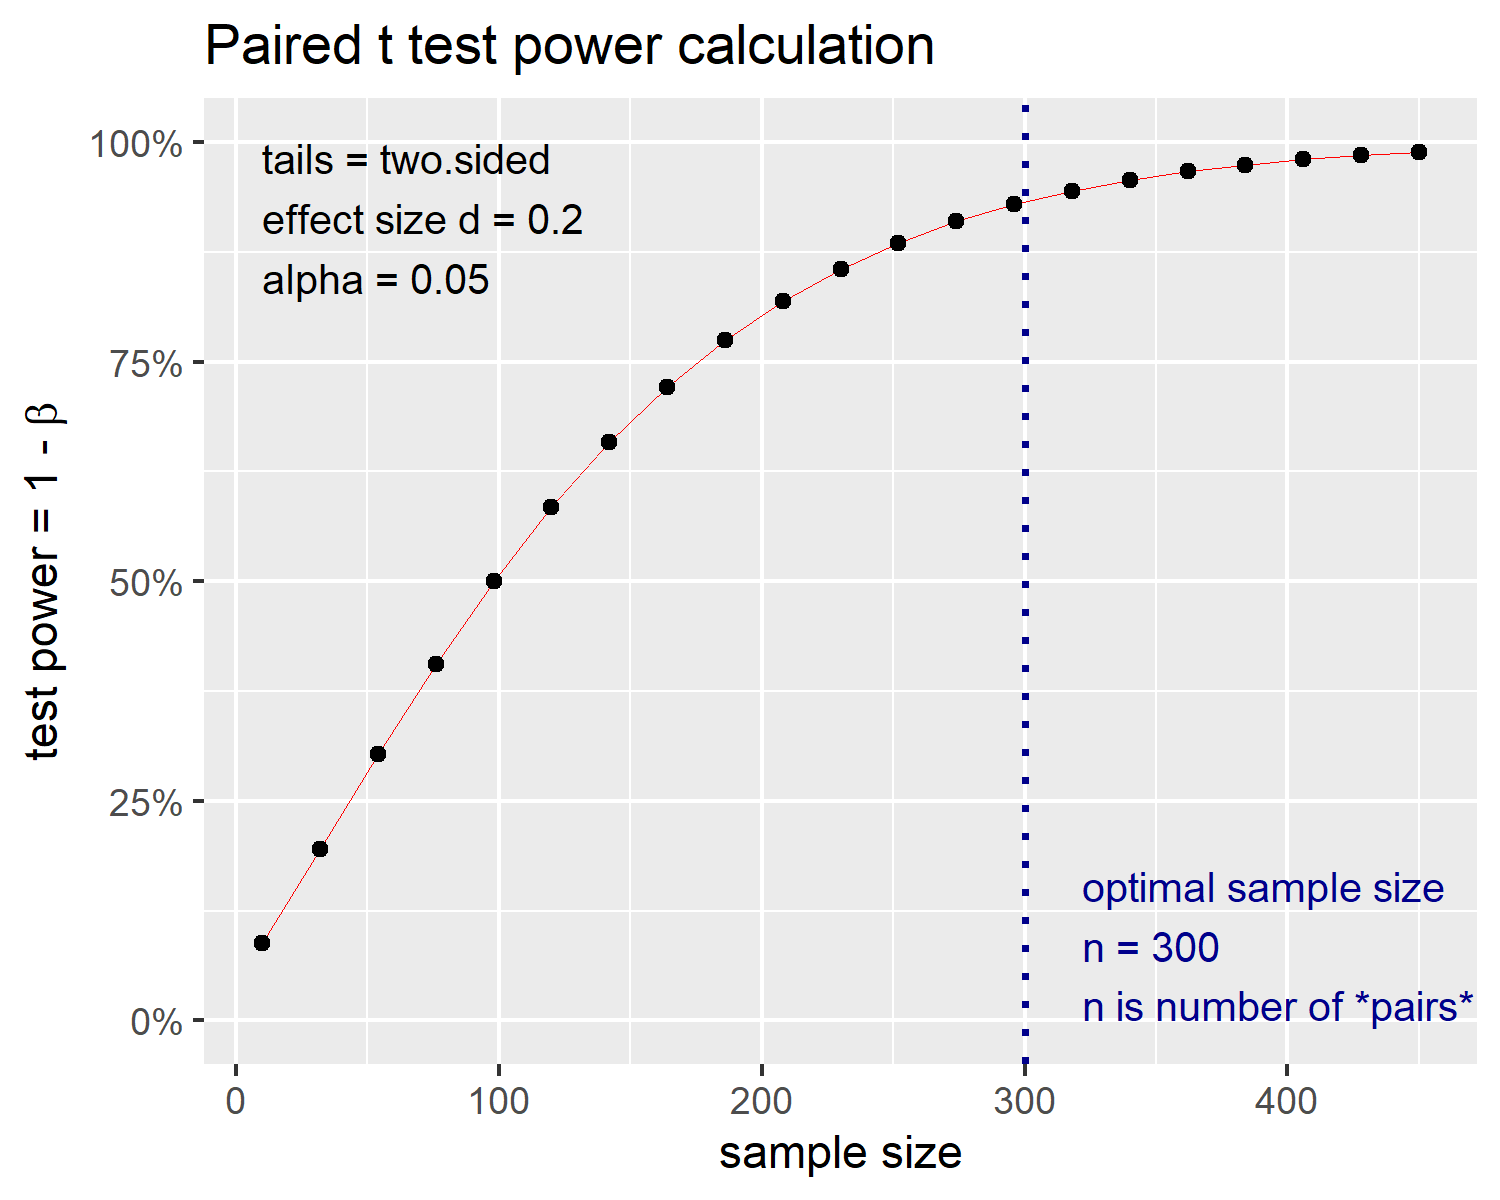 Paired t test power calculation
tails = two.sided
effect size d = 0.2
alpha = 0.05
100%
75%
50%
25%
0%
test power = 1 - β
optimal sample size
n = 300
n is number of *pairs*
0 100 200 300 400
sample size